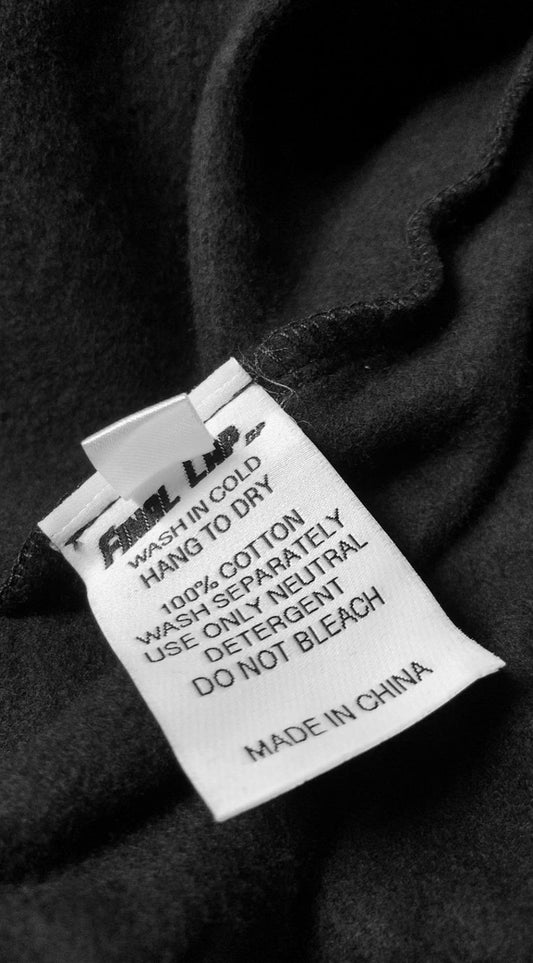 FINAL LAP GP
WASH IN COLD
HANG TO DRY
100% COTTON
WASH SEPARATELY
USE ONLY NEUTRAL
DETERGENT
DO NOT BLEACH
MADE IN CHINA